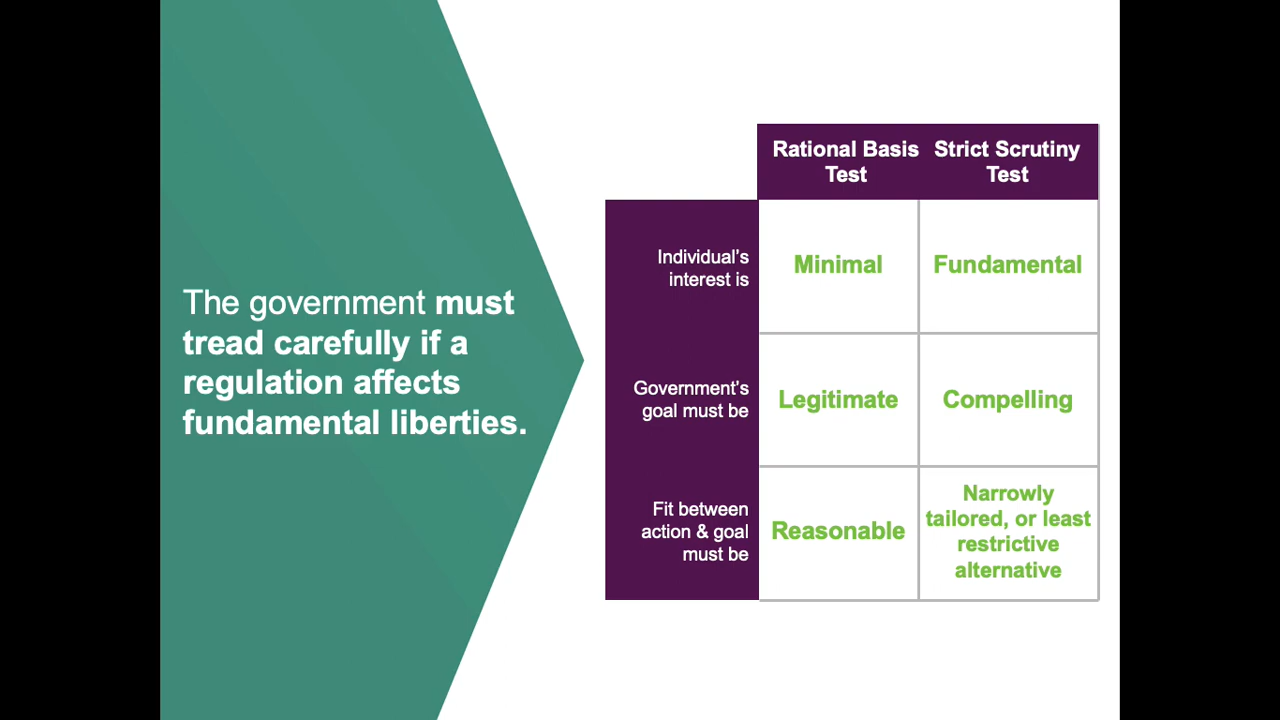 The government must
tread carefully if a
regulation affects
fundamental liberties.
Rational Basis
Test
Strict Scrutiny
Test
Individual’s
interest is
Minimal
Fundamental
Government’s
goal must be
Legitimate
Compelling
Fit between
action & goal
must be
Reasonable
Narrowly
tailored, or least
restrictive
alternative